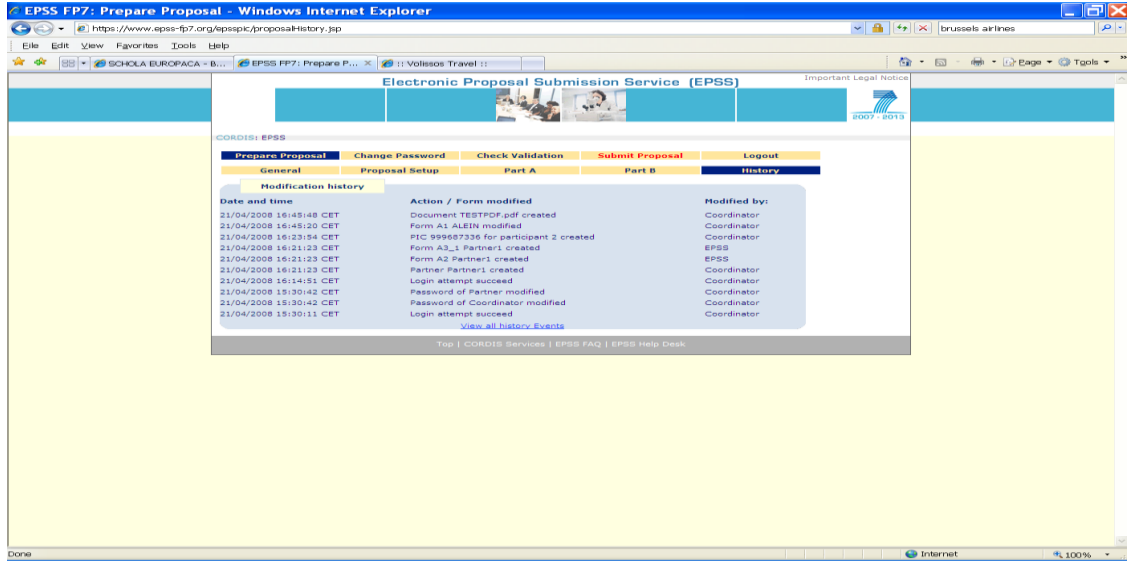 EPSS FP7: Prepare Proposal - Windows Internet Explorer
https://www.epss-fp7.org/epsspic/proposalHistory.jsp
brussels airlines
File Edit View Favorites Tools Help
SCHOLA EUROPACA - B... EPSS FP7: Prepare P... :: Volissos Travel :: Page Tools
Electronic Proposal Submission Service (EPSS)
Important Legal Notice
2007 - 2013
CORDIS: EPSS
Prepare Proposal Change Password Check Validation Submit Proposal Logout
General Proposal Setup Part A Part B History
Modification history
Date and time Action / Form modified Modified by:
21/04/2008 16:45:48 CET Document TESTPDF.pdf created Coordinator
21/04/2008 16:45:20 CET Form A1 ALEIN modified Coordinator
21/04/2008 16:23:54 CET PIC 999687336 for participant 2 created Coordinator
21/04/2008 16:21:23 CET Form A3_1 Partner1 created EPSS
21/04/2008 16:21:23 CET Form A2 Partner1 created EPSS
21/04/2008 16:21:23 CET Partner Partner1 created Coordinator
21/04/2008 16:14:51 CET Login attempt succeed Coordinator
21/04/2008 15:30:42 CET Password of Partner modified Coordinator
21/04/2008 15:30:42 CET Password of Coordinator modified Coordinator
21/04/2008 15:30:11 CET Login attempt succeed Coordinator
View all history Events
Top | CORDIS Services | EPSS FAQ | EPSS Help Desk
Done Internet 100%